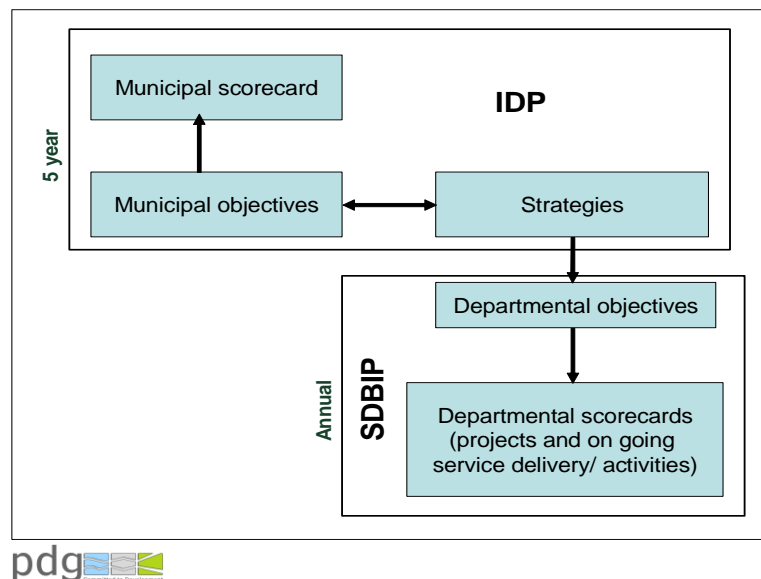 Municipal scorecard
IDP
5 year
Municipal objectives
Strategies
Departmental objectives
Annual
SDBIP
Departmental scorecards
(projects and on going
service delivery/ activities)
pdg